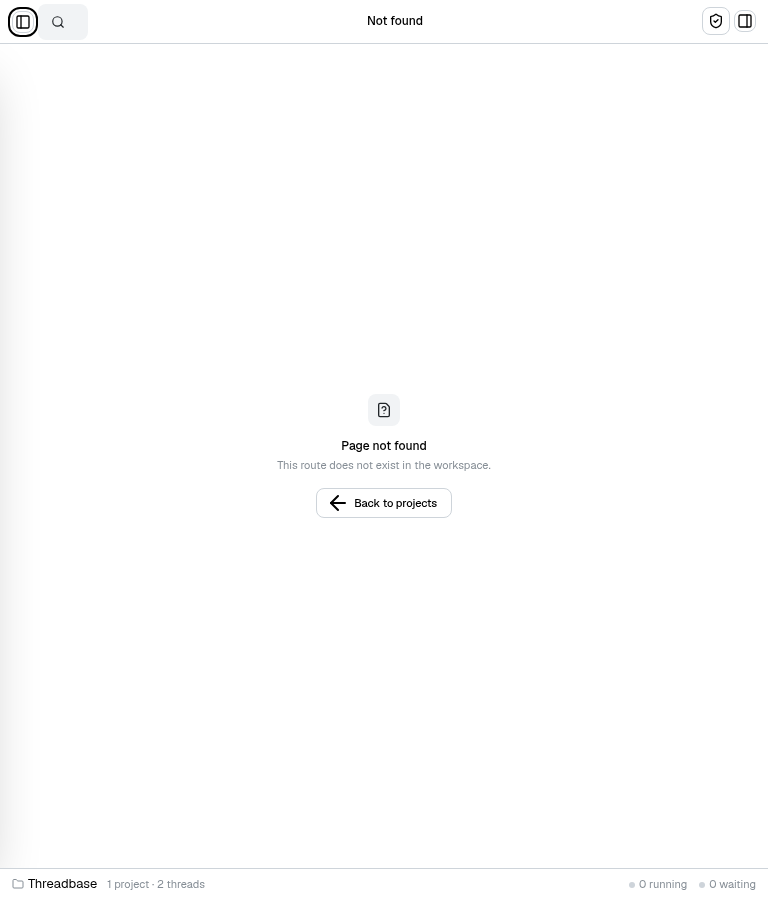 Not found
Page not found
This route does not exist in the workspace.
Back to projects
Threadbase 1 project · 2 threads 0 running 0 waiting